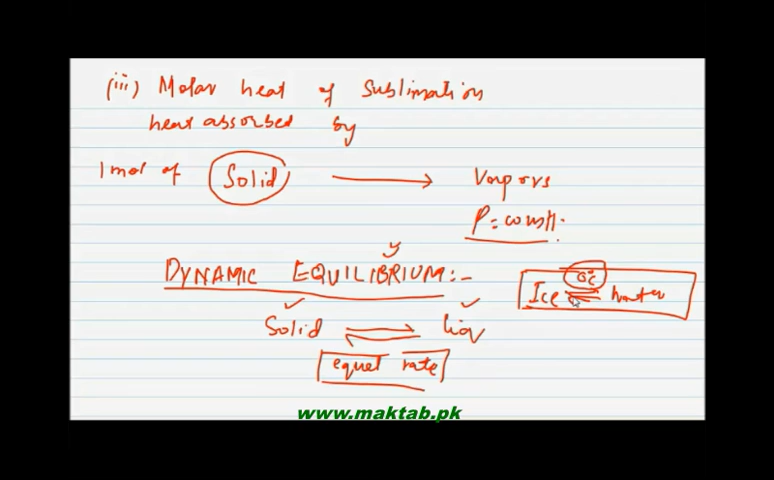 (iii) Molar heat of Sublimation
heat absorbed by
1 mol of Solid → Vapors
P = const.
DYNAMIC EQUILIBRIUM:-
Ice ⇌ water
0°C
Solid ⇌ liq
equal rate
www.maktab.pk